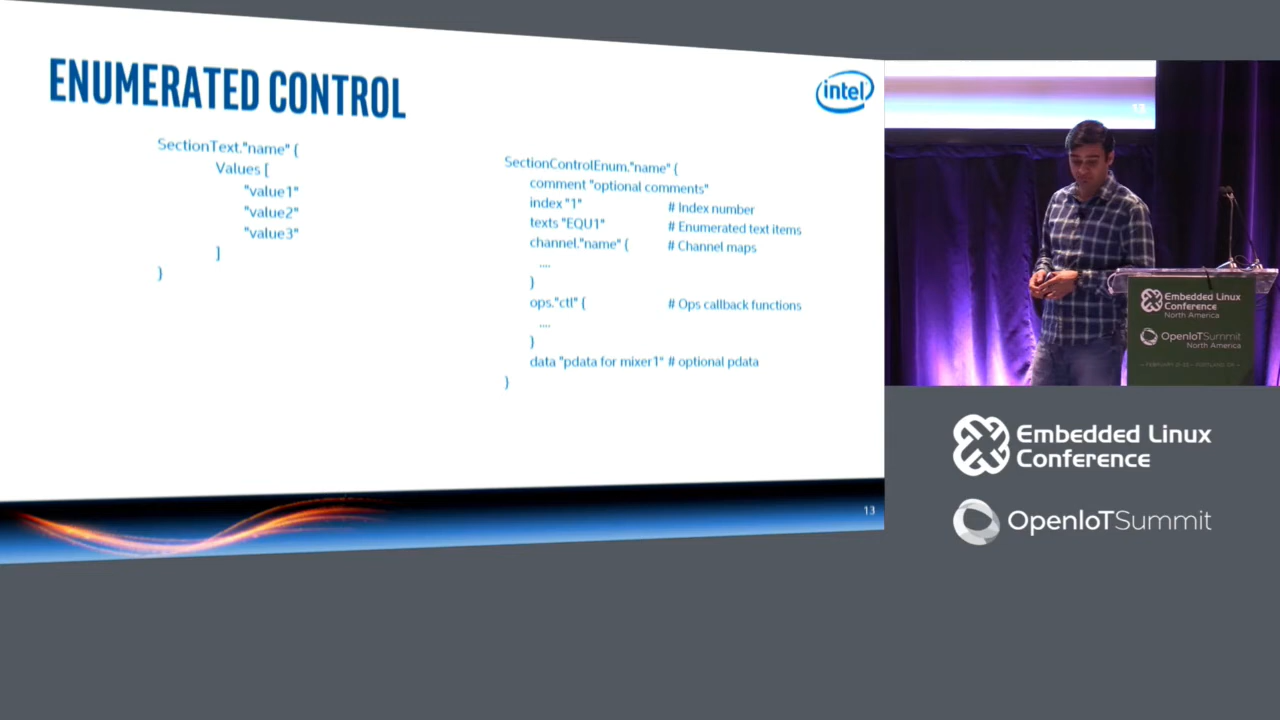 ENUMERATED CONTROL
intel
SectionText."name" {
Values [
"value1"
"value2"
"value3"
]
}
SectionControlEnum."name" {
comment "optional comments"
index "1" # Index number
texts "EQU1" # Enumerated text items
channel."name" { # Channel maps
....
}
ops."ctl" { # Ops callback functions
....
}
data "pdata for mixer1" # optional pdata
}
13
13
Embedded Linux
Conference
North America
OpenIoTSummit
North America
Embedded Linux
Conference
OpenIoTSummit